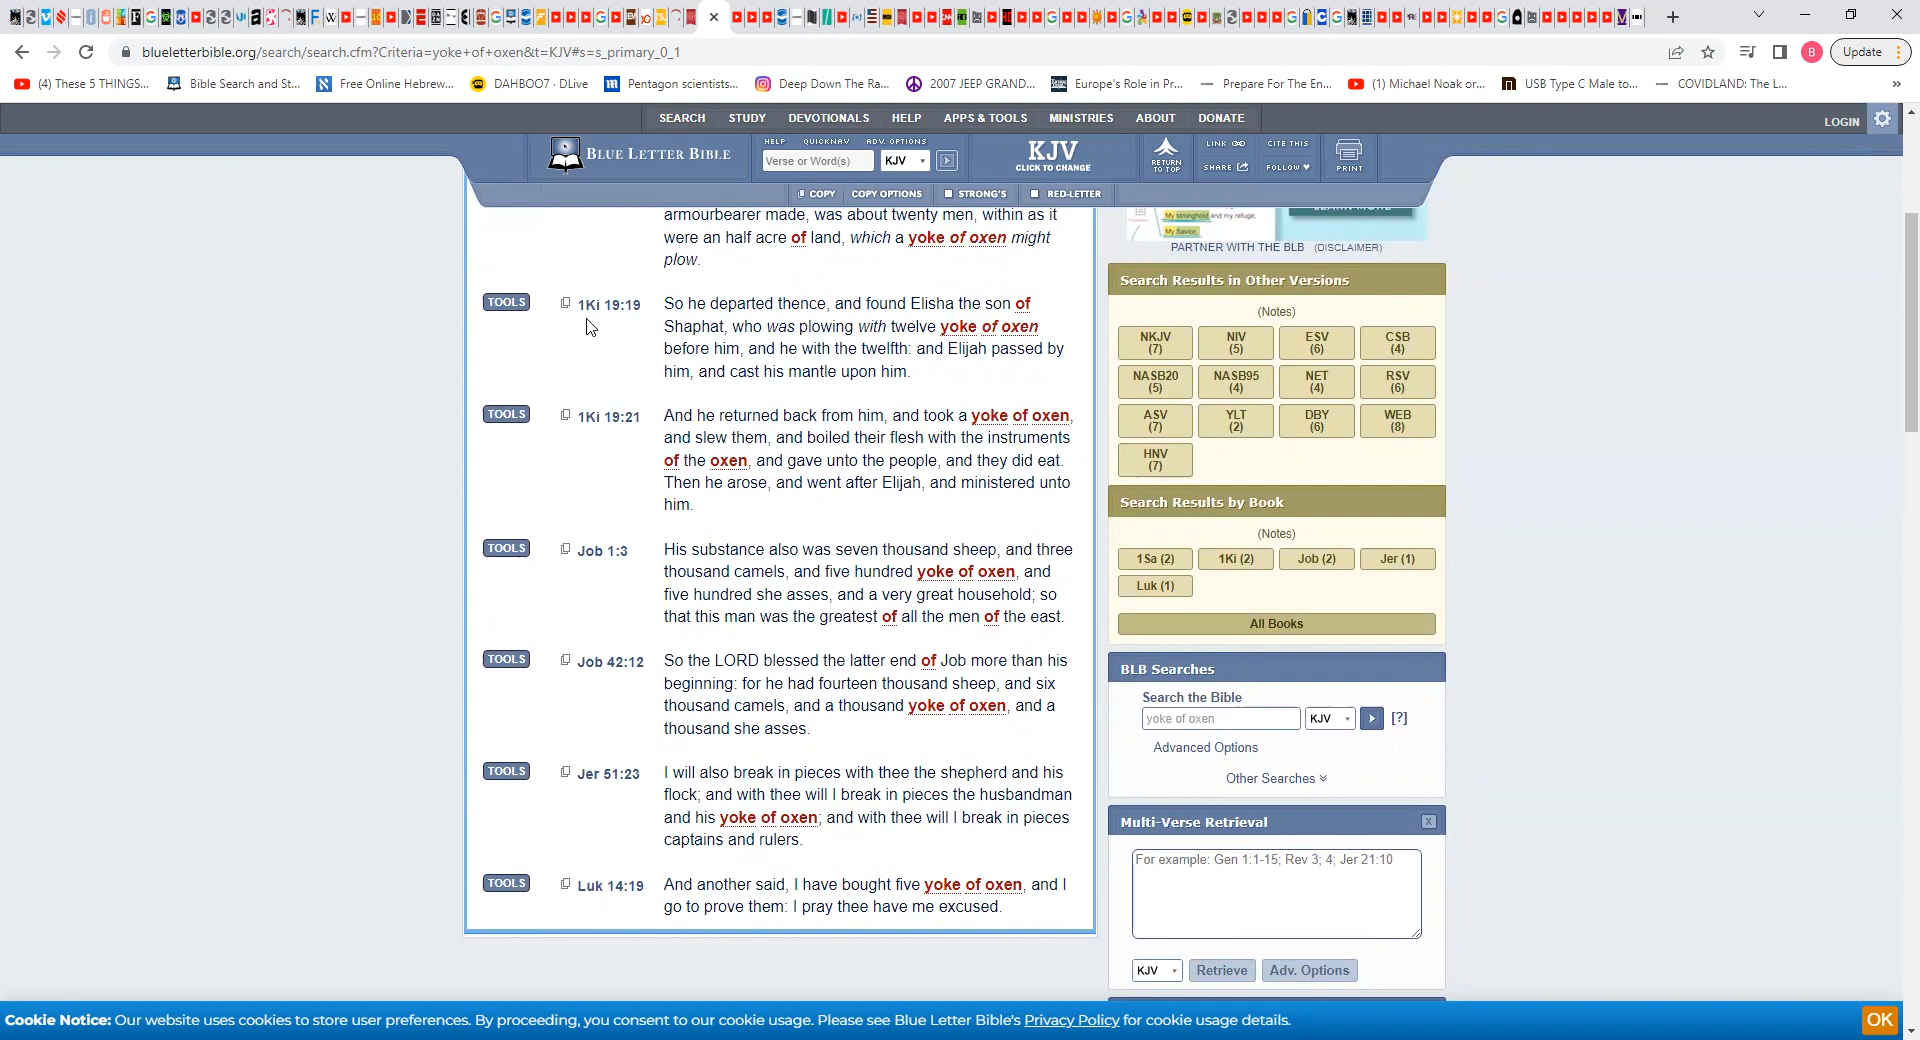 blueletterbible.org/search/search.cfm?Criteria=yoke+of+oxen&t=KJV#s=s_primary_0_1
B
Update
(4) These 5 THINGS...
Bible Search and St...
Free Online Hebrew...
DAHBOO7 · DLive
Pentagon scientists...
Deep Down The Ra...
2007 JEEP GRAND...
Europe's Role in Pr...
Prepare For The En...
(1) Michael Noak or...
USB Type C Male to...
COVIDLAND: The L...
»
SEARCH STUDY DEVOTIONALS HELP APPS & TOOLS MINISTRIES ABOUT DONATE
LOGIN
BLUE LETTER BIBLE
HELP QUICKNAV ADV. OPTIONS
Verse or Word(s) KJV
KJV
CLICK TO CHANGE
RETURN
TO TOP
LINK
SHARE
CITE THIS
FOLLOW
PRINT
COPY COPY OPTIONS STRONG'S RED-LETTER
armourbearer made, was about twenty men, within as it
were an half acre of land, which a yoke of oxen might
plow.
TOOLS 1Ki 19:19 So he departed thence, and found Elisha the son of
Shaphat, who was plowing with twelve yoke of oxen
before him, and he with the twelfth: and Elijah passed by
him, and cast his mantle upon him.
TOOLS 1Ki 19:21 And he returned back from him, and took a yoke of oxen,
and slew them, and boiled their flesh with the instruments
of the oxen, and gave unto the people, and they did eat.
Then he arose, and went after Elijah, and ministered unto
him.
TOOLS Job 1:3 His substance also was seven thousand sheep, and three
thousand camels, and five hundred yoke of oxen, and
five hundred she asses, and a very great household; so
that this man was the greatest of all the men of the east.
TOOLS Job 42:12 So the LORD blessed the latter end of Job more than his
beginning: for he had fourteen thousand sheep, and six
thousand camels, and a thousand yoke of oxen, and a
thousand she asses.
TOOLS Jer 51:23 I will also break in pieces with thee the shepherd and his
flock; and with thee will I break in pieces the husbandman
and his yoke of oxen; and with thee will I break in pieces
captains and rulers.
TOOLS Luk 14:19 And another said, I have bought five yoke of oxen, and I
go to prove them: I pray thee have me excused.
My stronghold and my refuge;
My Savior,
PARTNER WITH THE BLB (DISCLAIMER)
Search Results in Other Versions
(Notes)
NKJV (7) NIV (5) ESV (6) CSB (4)
NASB20 (5) NASB95 (4) NET (4) RSV (6)
ASV (7) YLT (2) DBY (6) WEB (8)
HNV (7)
Search Results by Book
(Notes)
1Sa (2) 1Ki (2) Job (2) Jer (1)
Luk (1)
All Books
BLB Searches
Search the Bible
yoke of oxen KJV [?]
Advanced Options
Other Searches
Multi-Verse Retrieval x
For example: Gen 1:1-15; Rev 3; 4; Jer 21:10
KJV Retrieve Adv. Options
Cookie Notice: Our website uses cookies to store user preferences. By proceeding, you consent to our cookie usage. Please see Blue Letter Bible's Privacy Policy for cookie usage details.
OK